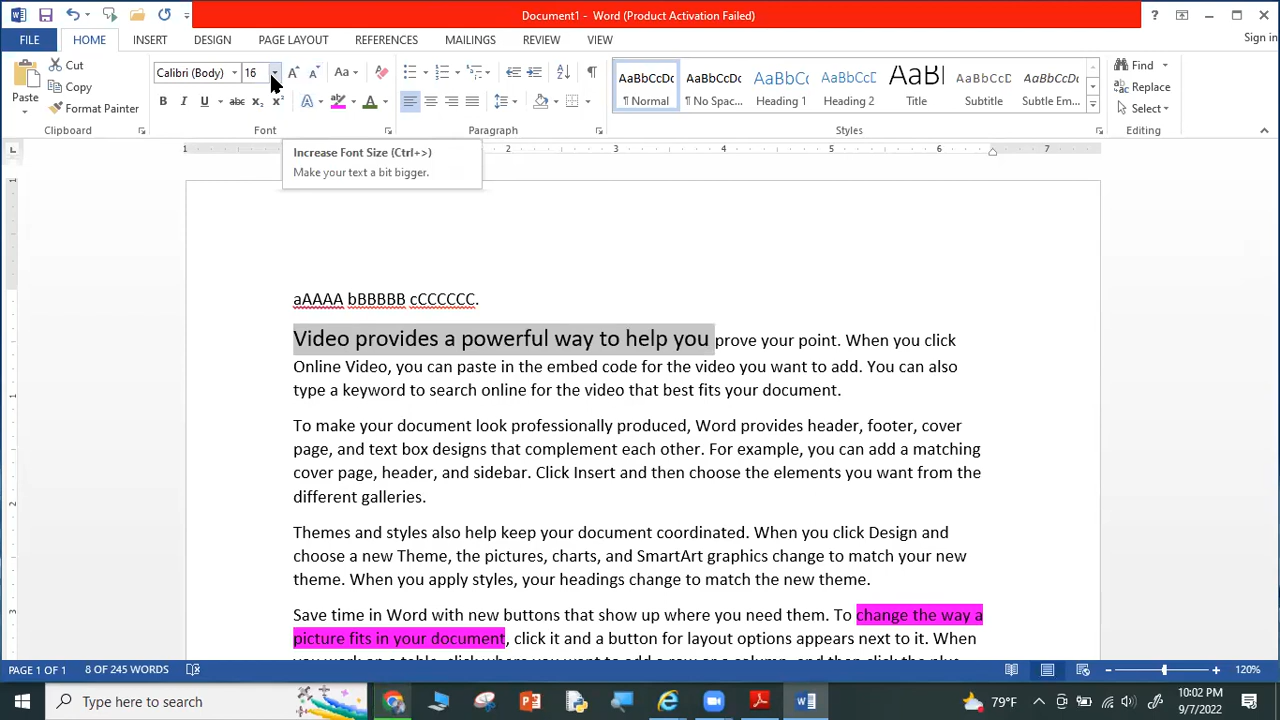 Document1 - Word (Product Activation Failed)
Sign in
FILE HOME INSERT DESIGN PAGE LAYOUT REFERENCES MAILINGS REVIEW VIEW
Paste
Cut
Copy
Format Painter
Clipboard
Calibri (Body) 16
Font
Paragraph
AaBbCcDc AaBbCcDc AaBbCc AaBbCcC AaBl AaBbCcD AaBbCcDc
¶ Normal ¶ No Spac... Heading 1 Heading 2 Title Subtitle Subtle Em...
Styles
Find
Replace
Select
Editing
Increase Font Size (Ctrl+>)
Make your text a bit bigger.
1 2 3 4 5 6 7
aAAAA bBBBBB cCCCCCC.
Video provides a powerful way to help you prove your point. When you click
Online Video, you can paste in the embed code for the video you want to add. You can also
type a keyword to search online for the video that best fits your document.
To make your document look professionally produced, Word provides header, footer, cover
page, and text box designs that complement each other. For example, you can add a matching
cover page, header, and sidebar. Click Insert and then choose the elements you want from the
different galleries.
Themes and styles also help keep your document coordinated. When you click Design and
choose a new Theme, the pictures, charts, and SmartArt graphics change to match your new
theme. When you apply styles, your headings change to match the new theme.
Save time in Word with new buttons that show up where you need them. To change the way a
picture fits in your document, click it and a button for layout options appears next to it. When
PAGE 1 OF 1 8 OF 245 WORDS 120%
Type here to search
79°F
10:02 PM
9/7/2022